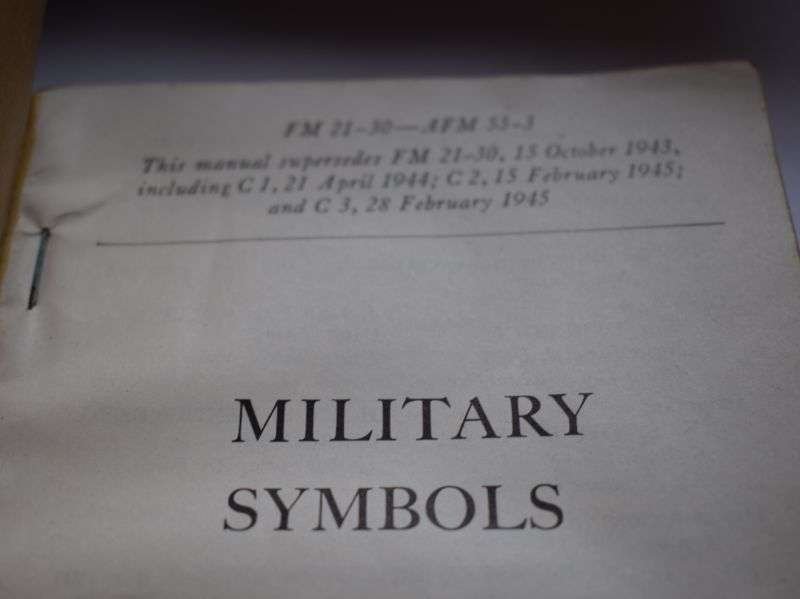 FM 21-30—AFM 55-3
This manual supersedes FM 21-30, 15 October 1943,
including C 1, 21 April 1944; C 2, 15 February 1945;
and C 3, 28 February 1945
MILITARY
SYMBOLS